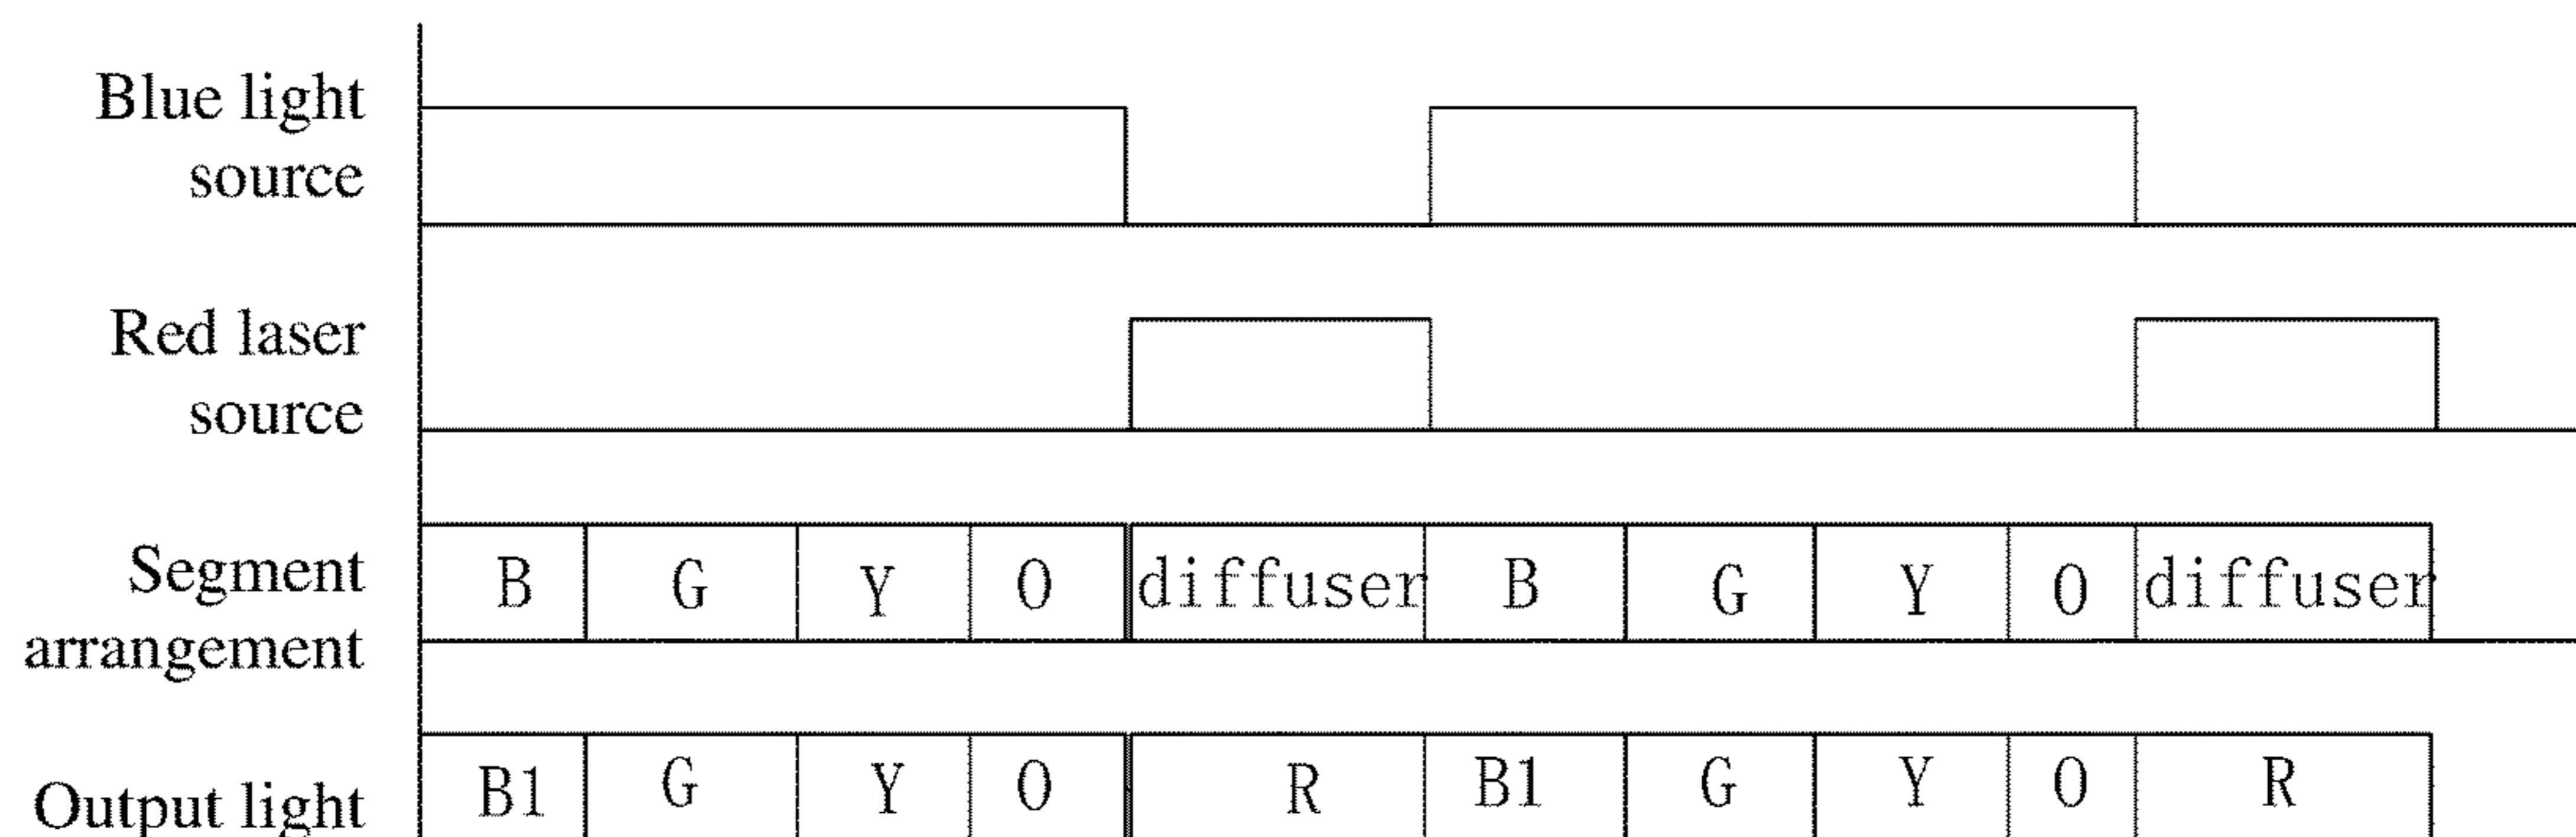 Blue light
source
Red laser
source
Segment
arrangement
B G Y O diffuser B G Y O diffuser
Output light
B1 G Y O R B1 G Y O R